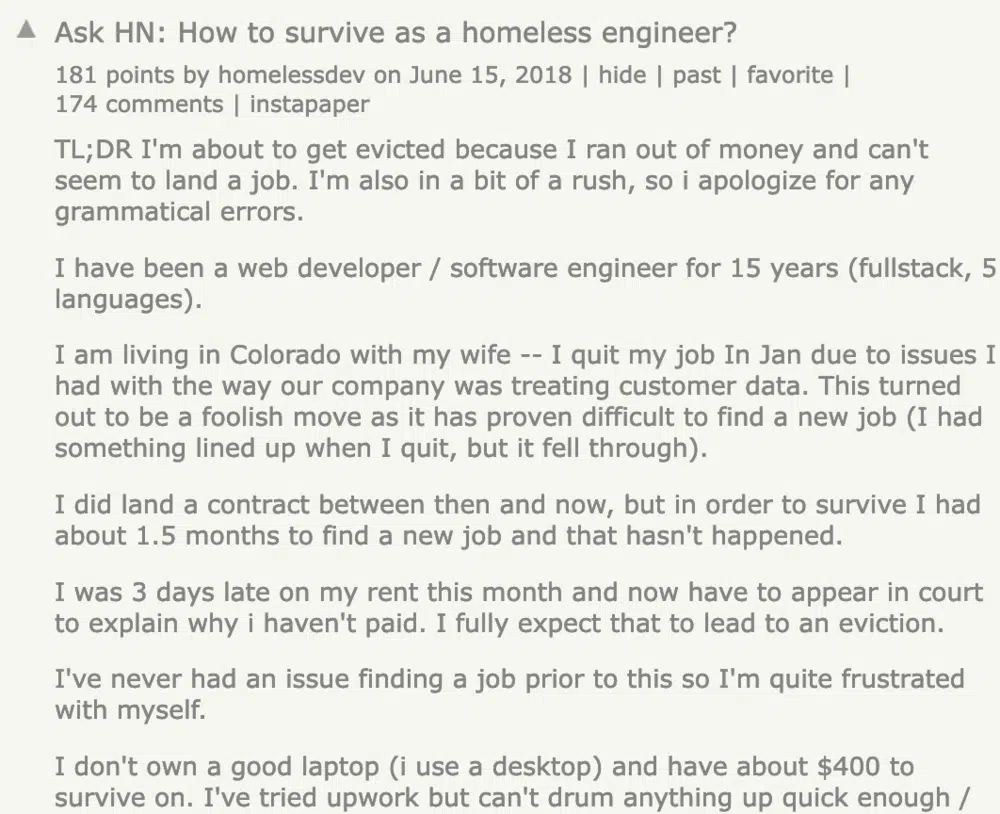 Ask HN: How to survive as a homeless engineer?
181 points by homelessdev on June 15, 2018 | hide | past | favorite |
174 comments | instapaper
TL;DR I'm about to get evicted because I ran out of money and can't
seem to land a job. I'm also in a bit of a rush, so i apologize for any
grammatical errors.
I have been a web developer / software engineer for 15 years (fullstack, 5
languages).
I am living in Colorado with my wife -- I quit my job In Jan due to issues I
had with the way our company was treating customer data. This turned
out to be a foolish move as it has proven difficult to find a new job (I had
something lined up when I quit, but it fell through).
I did land a contract between then and now, but in order to survive I had
about 1.5 months to find a new job and that hasn't happened.
I was 3 days late on my rent this month and now have to appear in court
to explain why i haven't paid. I fully expect that to lead to an eviction.
I've never had an issue finding a job prior to this so I'm quite frustrated
with myself.
I don't own a good laptop (i use a desktop) and have about $400 to
survive on. I've tried upwork but can't drum anything up quick enough /